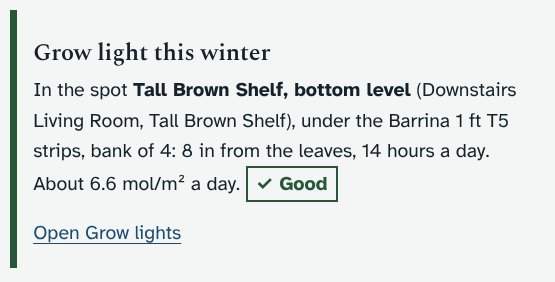 Grow light this winter
In the spot Tall Brown Shelf, bottom level (Downstairs
Living Room, Tall Brown Shelf), under the Barrina 1 ft T5
strips, bank of 4: 8 in from the leaves, 14 hours a day.
About 6.6 mol/m² a day. ✓ Good
Open Grow lights